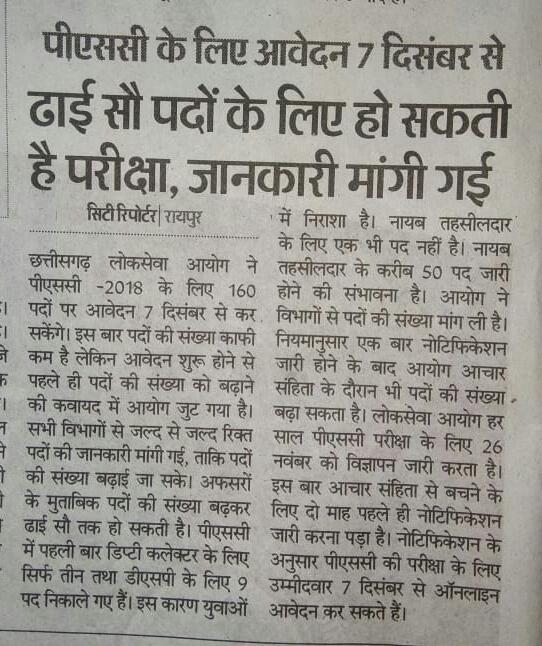 पीएससी के लिए आवेदन 7 दिसंबर से
ढाई सौ पदों के लिए हो सकती
है परीक्षा, जानकारी मांगी गई
सिटी रिपोर्टर | रायपुर
छत्तीसगढ़ लोकसेवा आयोग ने
पीएससी -2018 के लिए 160
पदों पर आवेदन 7 दिसंबर से कर
सकेंगे। इस बार पदों की संख्या काफी
कम है लेकिन आवेदन शुरू होने से
पहले ही पदों की संख्या को बढ़ाने
की कवायद में आयोग जुट गया है।
सभी विभागों से जल्द से जल्द रिक्त
पदों की जानकारी मांगी गई, ताकि पदों
की संख्या बढ़ाई जा सके। अफसरों
के मुताबिक पदों की संख्या बढ़कर
ढाई सौ तक हो सकती है। पीएससी
में पहली बार डिप्टी कलेक्टर के लिए
सिर्फ तीन तथा डीएसपी के लिए 9
पद निकाले गए हैं। इस कारण युवाओं
में निराशा है। नायब तहसीलदार
के लिए एक भी पद नहीं है। नायब
तहसीलदार के करीब 50 पद जारी
होने की संभावना है। आयोग ने
विभागों से पदों की संख्या मांग ली है।
नियमानुसार एक बार नोटिफिकेशन
जारी होने के बाद आयोग आचार
संहिता के दौरान भी पदों की संख्या
बढ़ा सकता है। लोकसेवा आयोग हर
साल पीएससी परीक्षा के लिए 26
नवंबर को विज्ञापन जारी करता है।
इस बार आचार संहिता से बचने के
लिए दो माह पहले ही नोटिफिकेशन
जारी करना पड़ा है। नोटिफिकेशन के
अनुसार पीएससी की परीक्षा के लिए
उम्मीदवार 7 दिसंबर से ऑनलाइन
आवेदन कर सकते हैं।